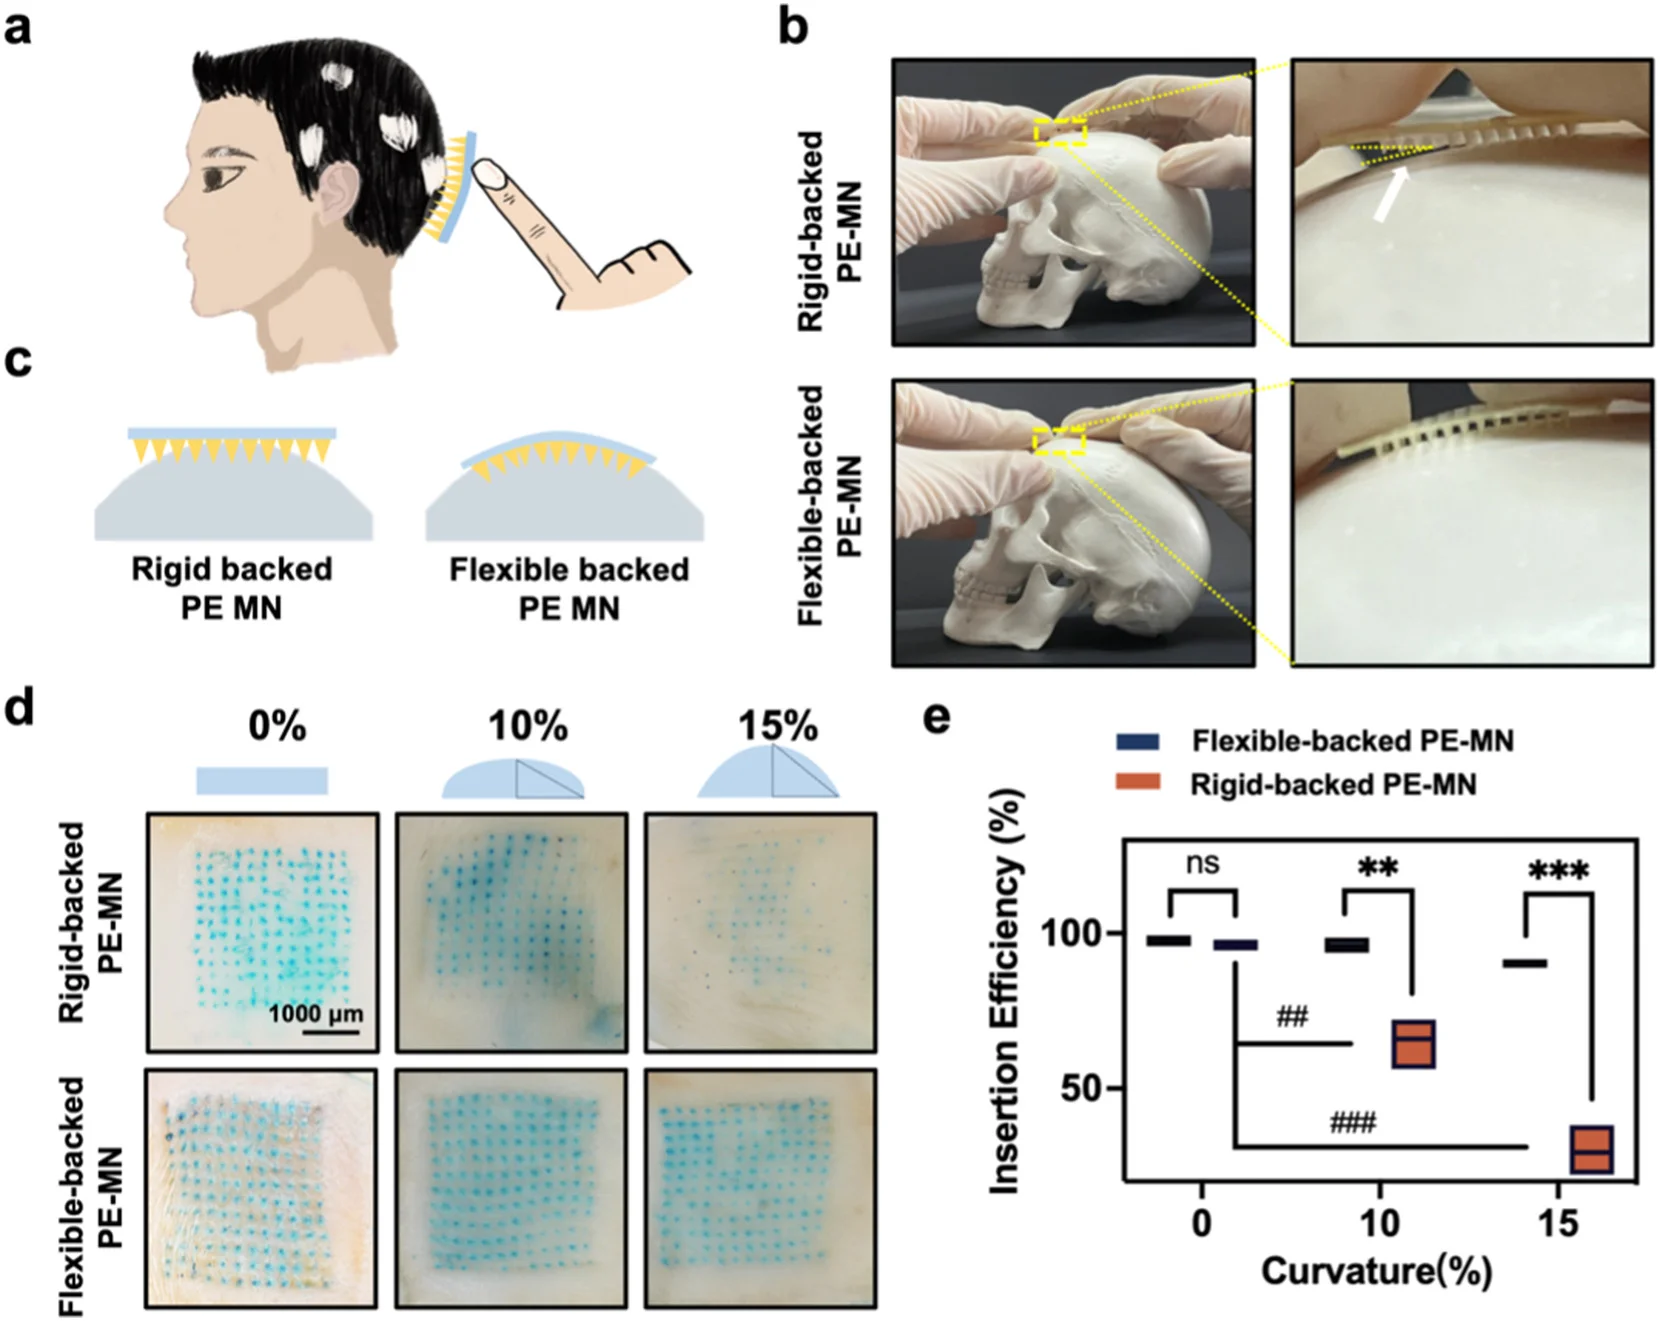 a
b
Rigid-backed
PE-MN
Flexible-backed
PE-MN
c
Rigid backed
PE MN
Flexible backed
PE MN
d
0%
10%
15%
Rigid-backed
PE-MN
1000 µm
Flexible-backed
PE-MN
e
Flexible-backed PE-MN
Rigid-backed PE-MN
Insertion Efficiency (%)
100
50
ns
**
***
##
###
0
10
15
Curvature(%)